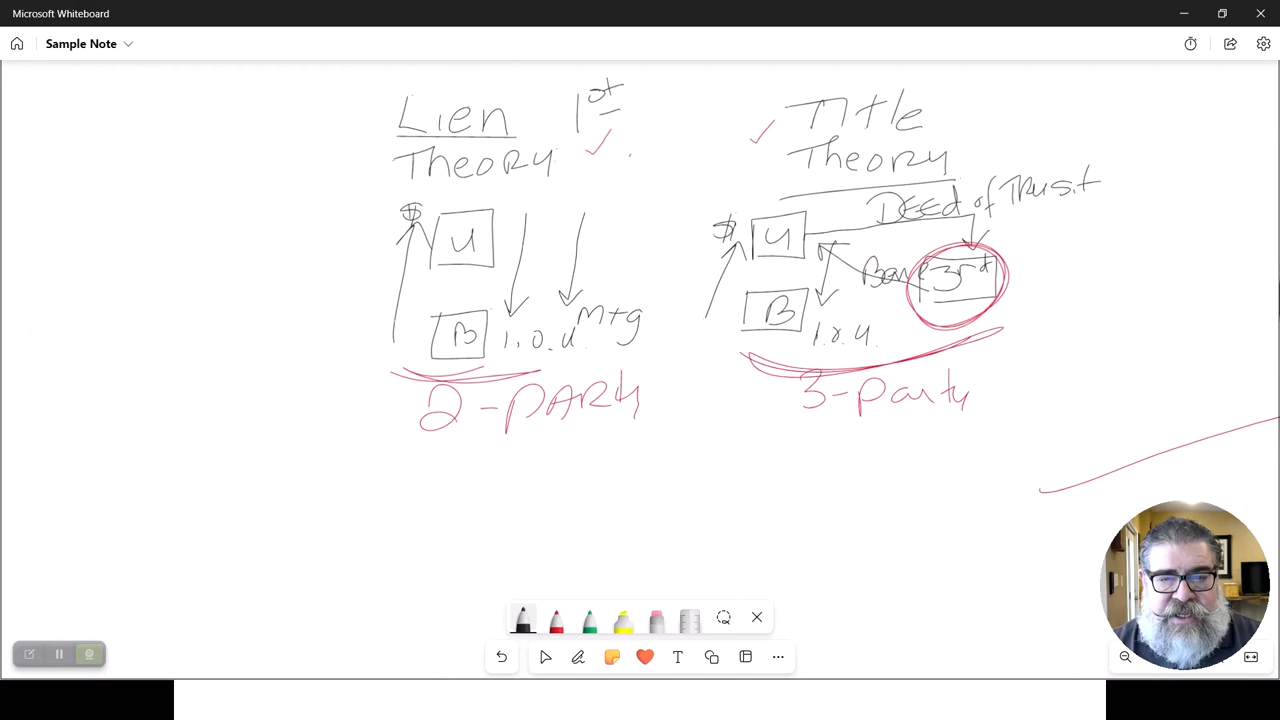 Microsoft Whiteboard
Sample Note
Lien 1st
Theory
$
U
B
I.O.U
Mtg
2-PARty
Title
Theory
DEEd of TRUSt
$
U
3rd
B
3-Party